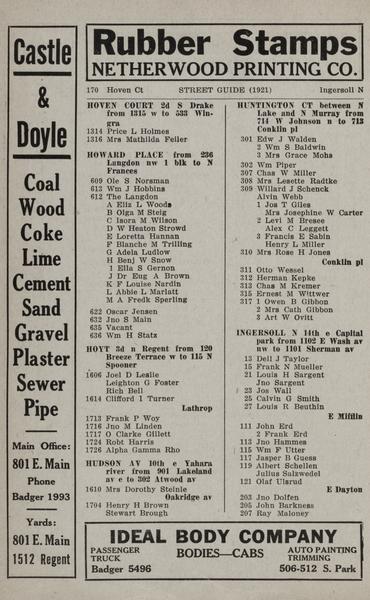 Castle
&
Doyle
Coal
Wood
Coke
Lime
Cement
Sand
Gravel
Plaster
Sewer
Pipe
Main Office:
801 E. Main
Phone
Badger 1993
Yards:
801 E. Main
1512 Regent
Rubber Stamps
NETHERWOOD PRINTING CO.
170 Hoven Ct STREET GUIDE (1921) Ingersoll N
HOVEN COURT 2d S Drake
from 1315 w to 533 Win-
gra
1314 Price L Holmes
1316 Mrs Mathilda Feiler
HOWARD PLACE from 236
Langdon nw 1 blk to N
Frances
609 Ole S Norsman
613 Wm J Hobbins
612 The Langdon
A Ella L Woods
B Olga M Steig
C Isora M Wilson
D W Heaton Strowd
E Loretta Hannan
F Blanche M Trilling
G Adela Ludlow
H Benj W Snow
I Ella S Gernon
J Dr Eug A Brown
K F Louise Nardin
L Abbie L Marlatt
M A Fredk Sperling
622 Oscar Jensen
632 Jno S Main
635 Vacant
636 Wm H Statz
HOYT 3d n Regent from 120
Breeze Terrace w to 115 N
Spooner
1606 Joel D Leslie
Leighton G Foster
Rich Bell
1614 Clifford I Turner
Lathrop
1713 Frank P Woy
1716 Jno M Linden
1717 O Clarke Gillett
1724 Robt Harris
1726 Alpha Gamma Rho
HUDSON AV 10th e Yahara
river from 901 Lakeland
av e to 302 Atwood av
1610 Mrs Dorothy Steinle
Oakridge av
1704 Henry H Brown
Stewart Brough
HUNTINGTON CT between N
Lake and N Murray from
714 W Johnson n to 713
Conklin pl
301 Edw J Walden
2 Wm S Baldwin
3 Mrs Grace Mohs
302 Wm Piper
307 Chas W Miller
308 Mrs Lesette Radtke
309 Willard J Schenck
Alvin Webb
1 Jos T Giles
Mrs Josephine W Carter
2 Levi M Bresee
Alex C Leggett
3 Francis E Sabin
Henry L Miller
310 Mrs Rose H Jones
Conklin pl
311 Otto Wessel
312 Herman Kepke
313 Chas M Kremer
315 Ernest M Wittwer
317 1 Owen B Gibbon
2 Mrs Cath Gibbon
3 Art W Ovitt
INGERSOLL N 14th e Capital
park from 1102 E Wash av
nw to 1101 Sherman av
13 Dell J Taylor
15 Frank N Mueller
21 Louis H Sargent
Jno Sargent
23 Jos Wall
25 Calvin G Smith
27 Louis R Beuthin
E Mifflin
111 John Erd
2 Frank Erd
113 Jno Hammes
115 Wm F Utter
117 Jasper B Guess
119 Albert Schellen
Julius Salzwedel
121 Olaf Ulsrud
E Dayton
203 Jno Dolfen
205 John Barkness
207 Ray Maloney
IDEAL BODY COMPANY
PASSENGER
TRUCK
BODIES—CABS
AUTO PAINTING
TRIMMING
Badger 5496
506-512 S. Park